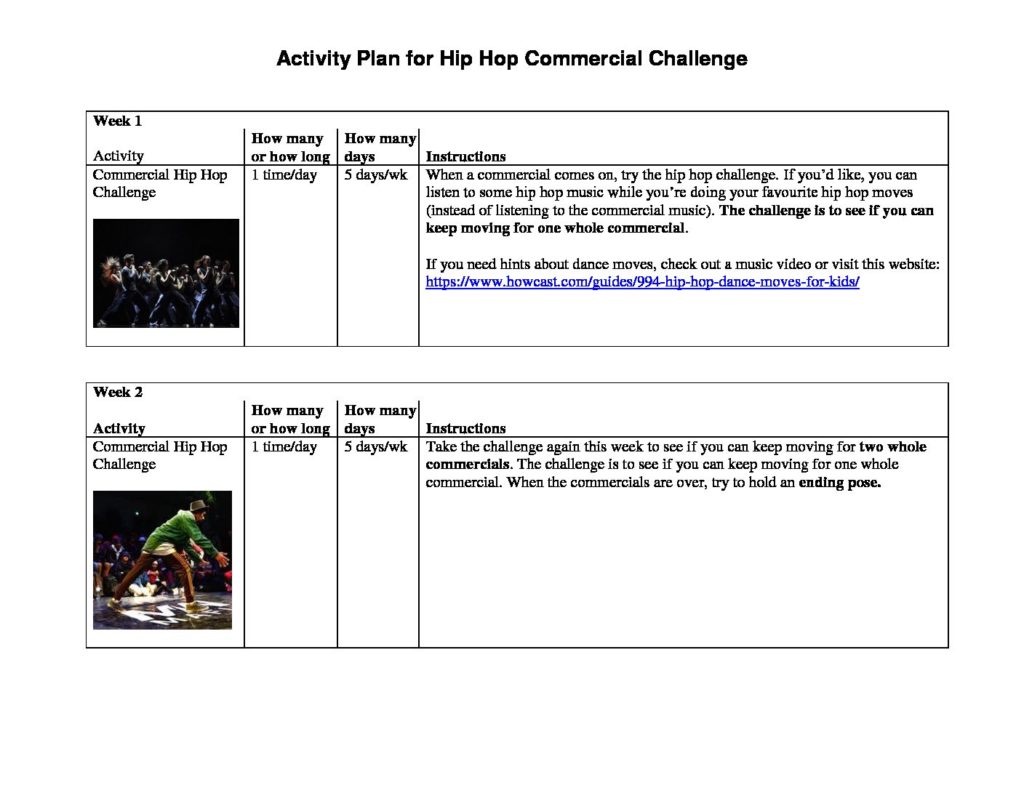 Activity Plan for Hip Hop Commercial Challenge
Week 1
Activity
How many
or how long
How many
days
Instructions
Commercial Hip Hop
Challenge
1 time/day
5 days/wk
When a commercial comes on, try the hip hop challenge. If you’d like, you can
listen to some hip hop music while you’re doing your favourite hip hop moves
(instead of listening to the commercial music). The challenge is to see if you can
keep moving for one whole commercial.
If you need hints about dance moves, check out a music video or visit this website:
https://www.howcast.com/guides/994-hip-hop-dance-moves-for-kids/
Week 2
Activity
How many
or how long
How many
days
Instructions
Commercial Hip Hop
Challenge
1 time/day
5 days/wk
Take the challenge again this week to see if you can keep moving for two whole
commercials. The challenge is to see if you can keep moving for one whole
commercial. When the commercials are over, try to hold an ending pose.